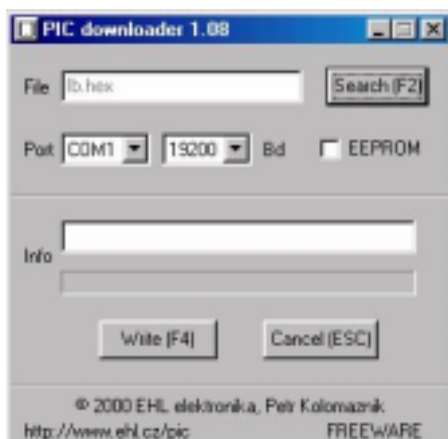 PIC downloader 1.08
File lb.hex Search (F2)
Port COM1 19200 Bd EEPROM
Info
Write (F4) Cancel (ESC)
© 2000 EHL elektronika, Petr Kolomaznik
http://www.ehl.cz/pic FREEWARE